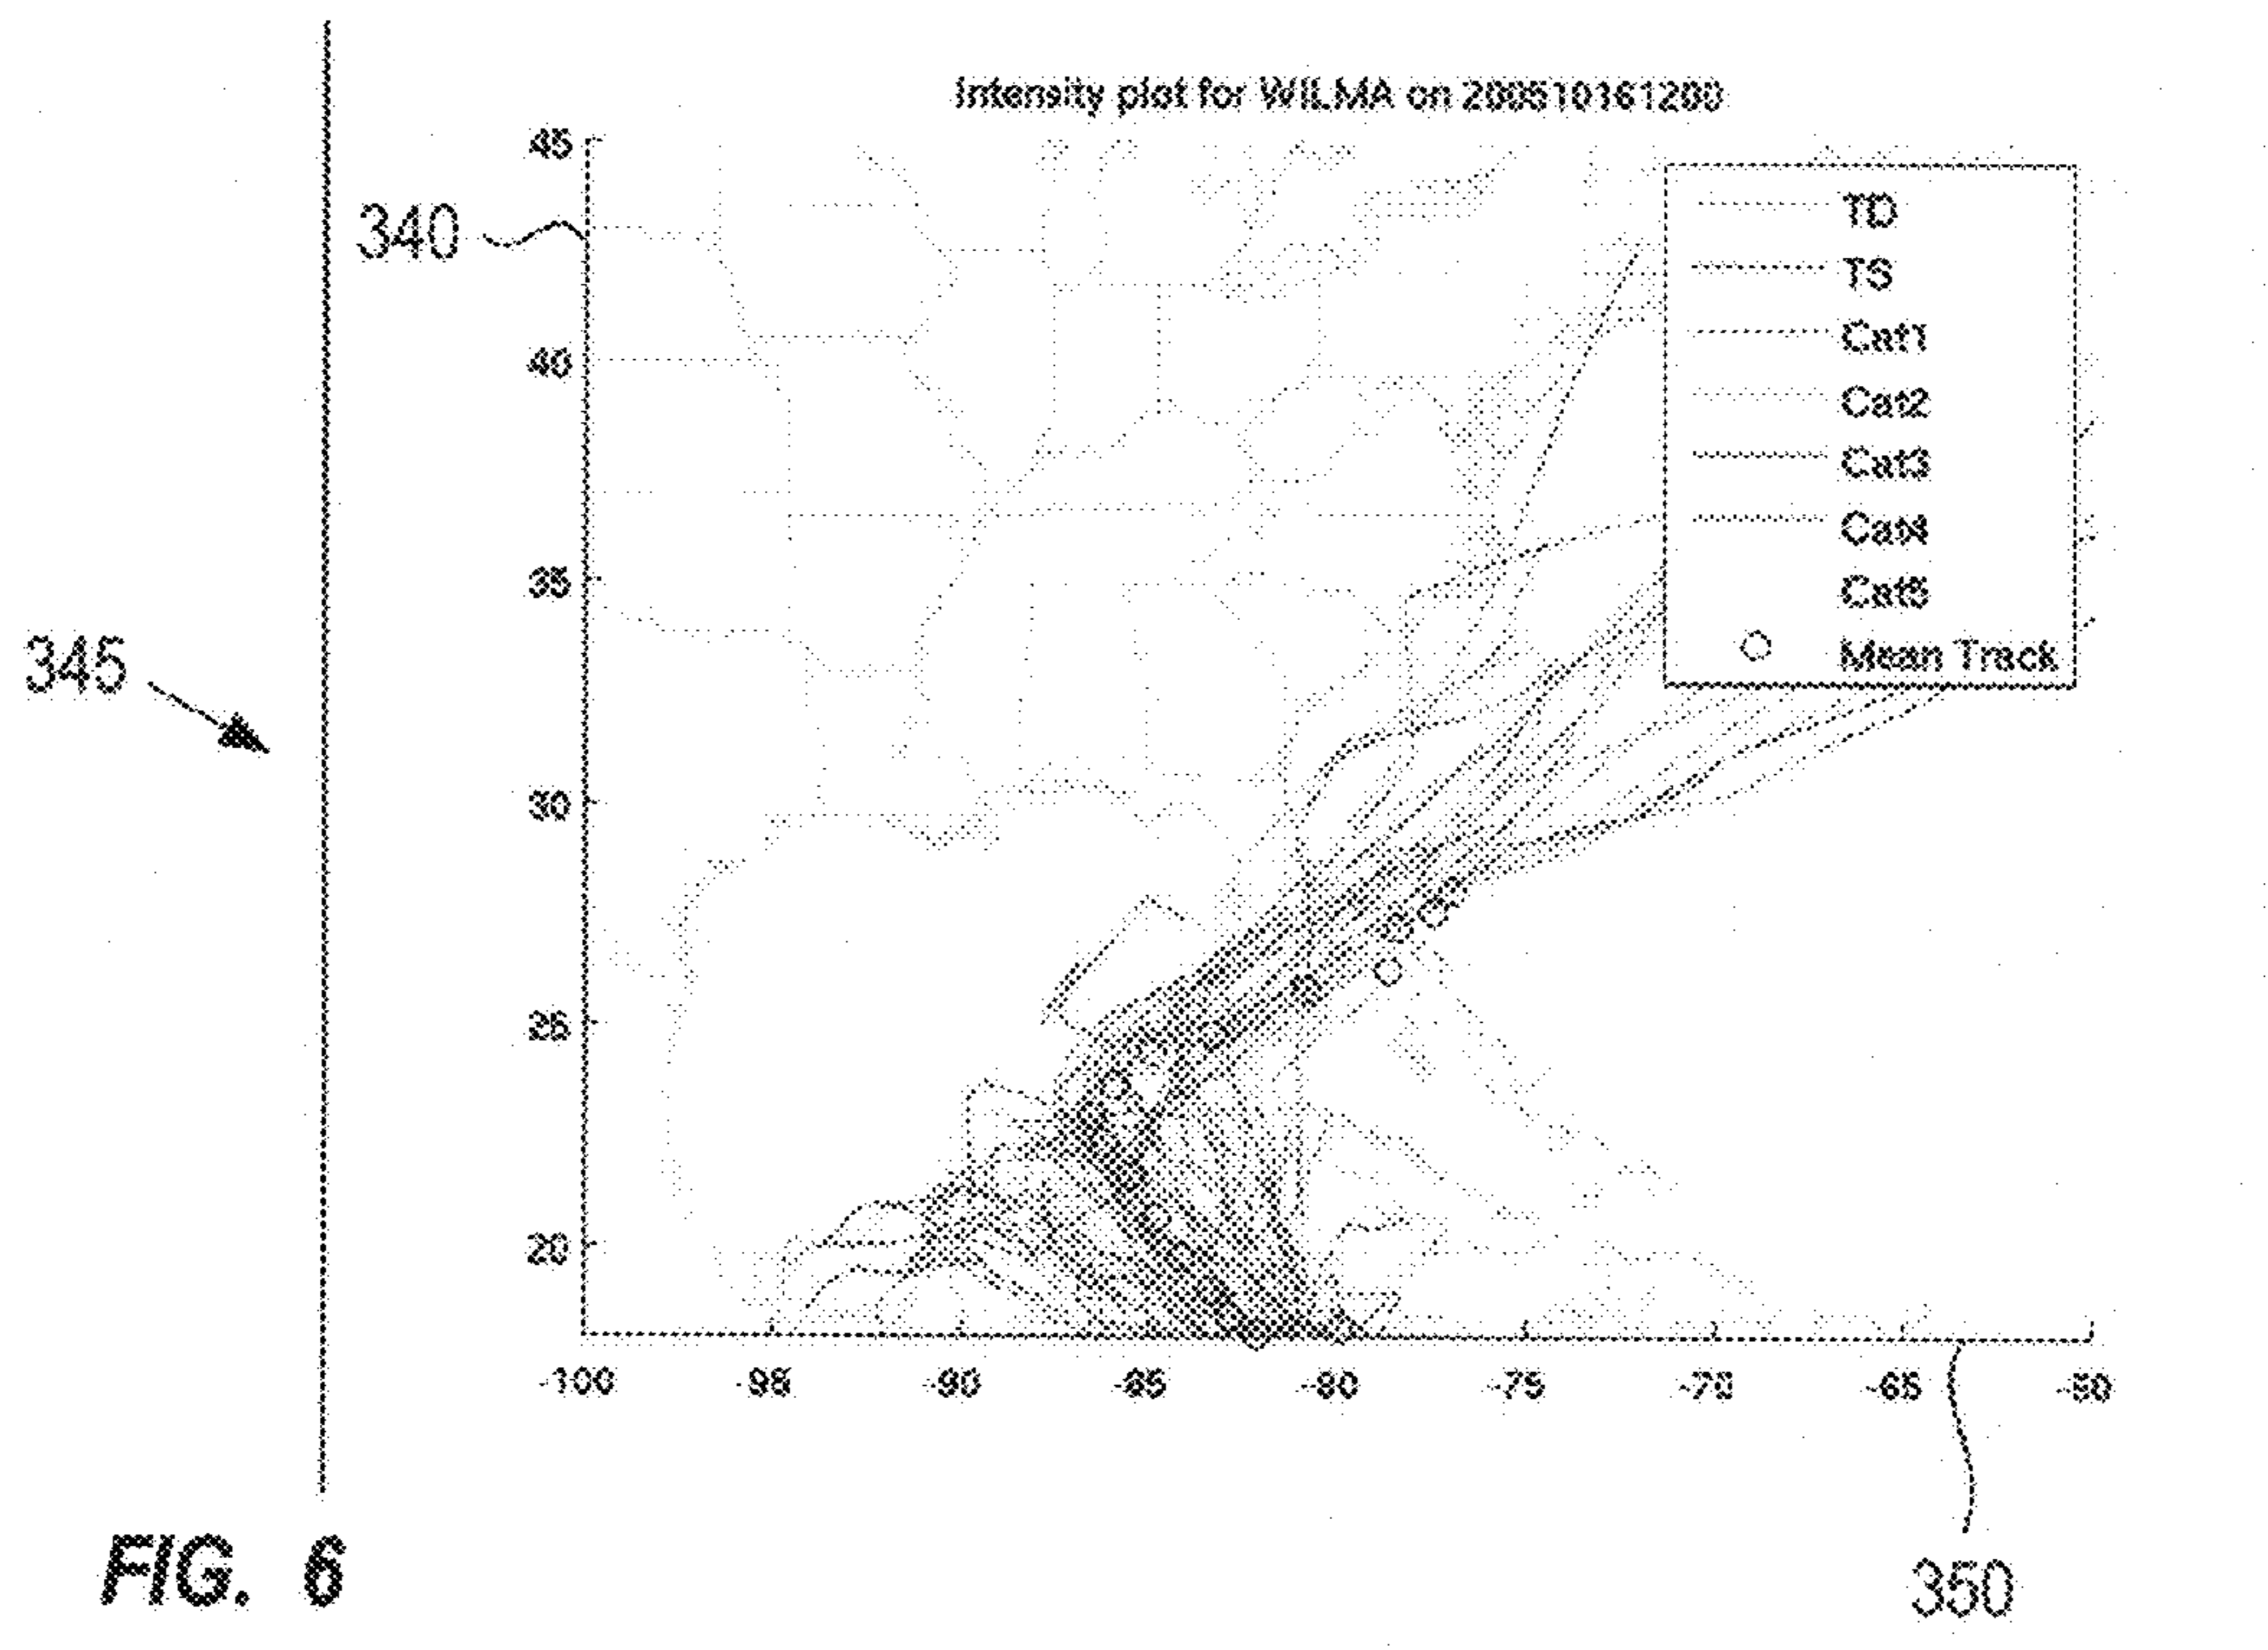 Intensity plot for WILMA on 200510161200
45
340
40
35
30
25
20
345
TD
TS
Cat1
Cat2
Cat3
Cat4
Cat5
Mean Track
-100
-95
-90
-85
-80
-75
-70
-65
-60
350
FIG. 6